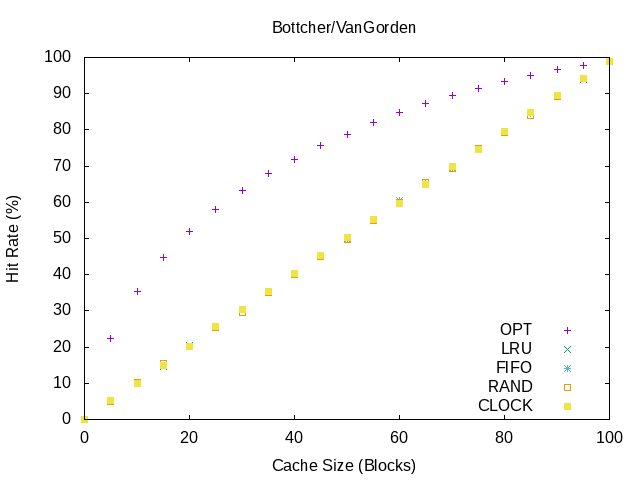 Bottcher/VanGorden
100
90
80
70
60
50
40
30
20
10
0
Hit Rate (%)
OPT
LRU
FIFO
RAND
CLOCK
0 20 40 60 80 100
Cache Size (Blocks)